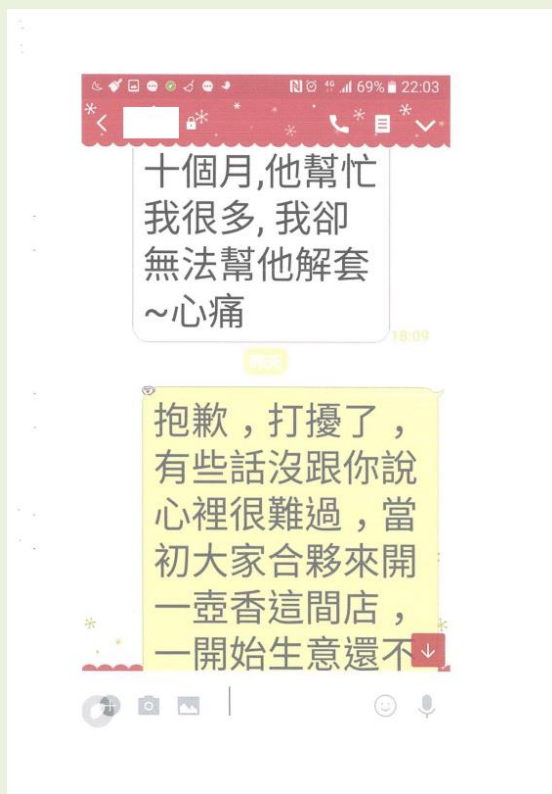 69% 22:03
十個月,他幫忙
我很多, 我卻
無法幫他解套
~心痛
18:09
昨天
抱歉，打擾了，
有些話沒跟你說
心裡很難過，當
初大家合夥來開
一壺香這間店，
一開始生意還不